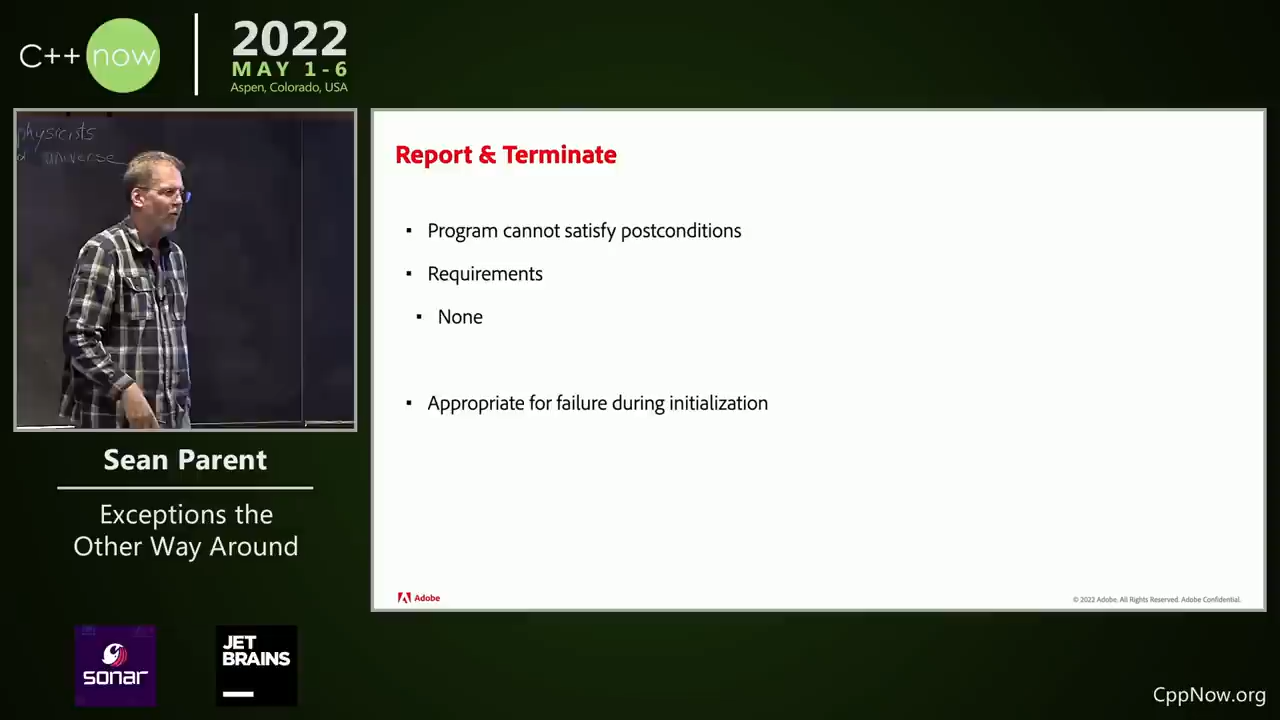 C++ now
2022
MAY 1-6
Aspen, Colorado, USA
physicists
universe
Sean Parent
Exceptions the
Other Way Around
sonar
JET
BRAINS
Report & Terminate
▪ Program cannot satisfy postconditions
▪ Requirements
▪ None
▪ Appropriate for failure during initialization
Adobe
© 2022 Adobe. All Rights Reserved. Adobe Confidential.
CppNow.org